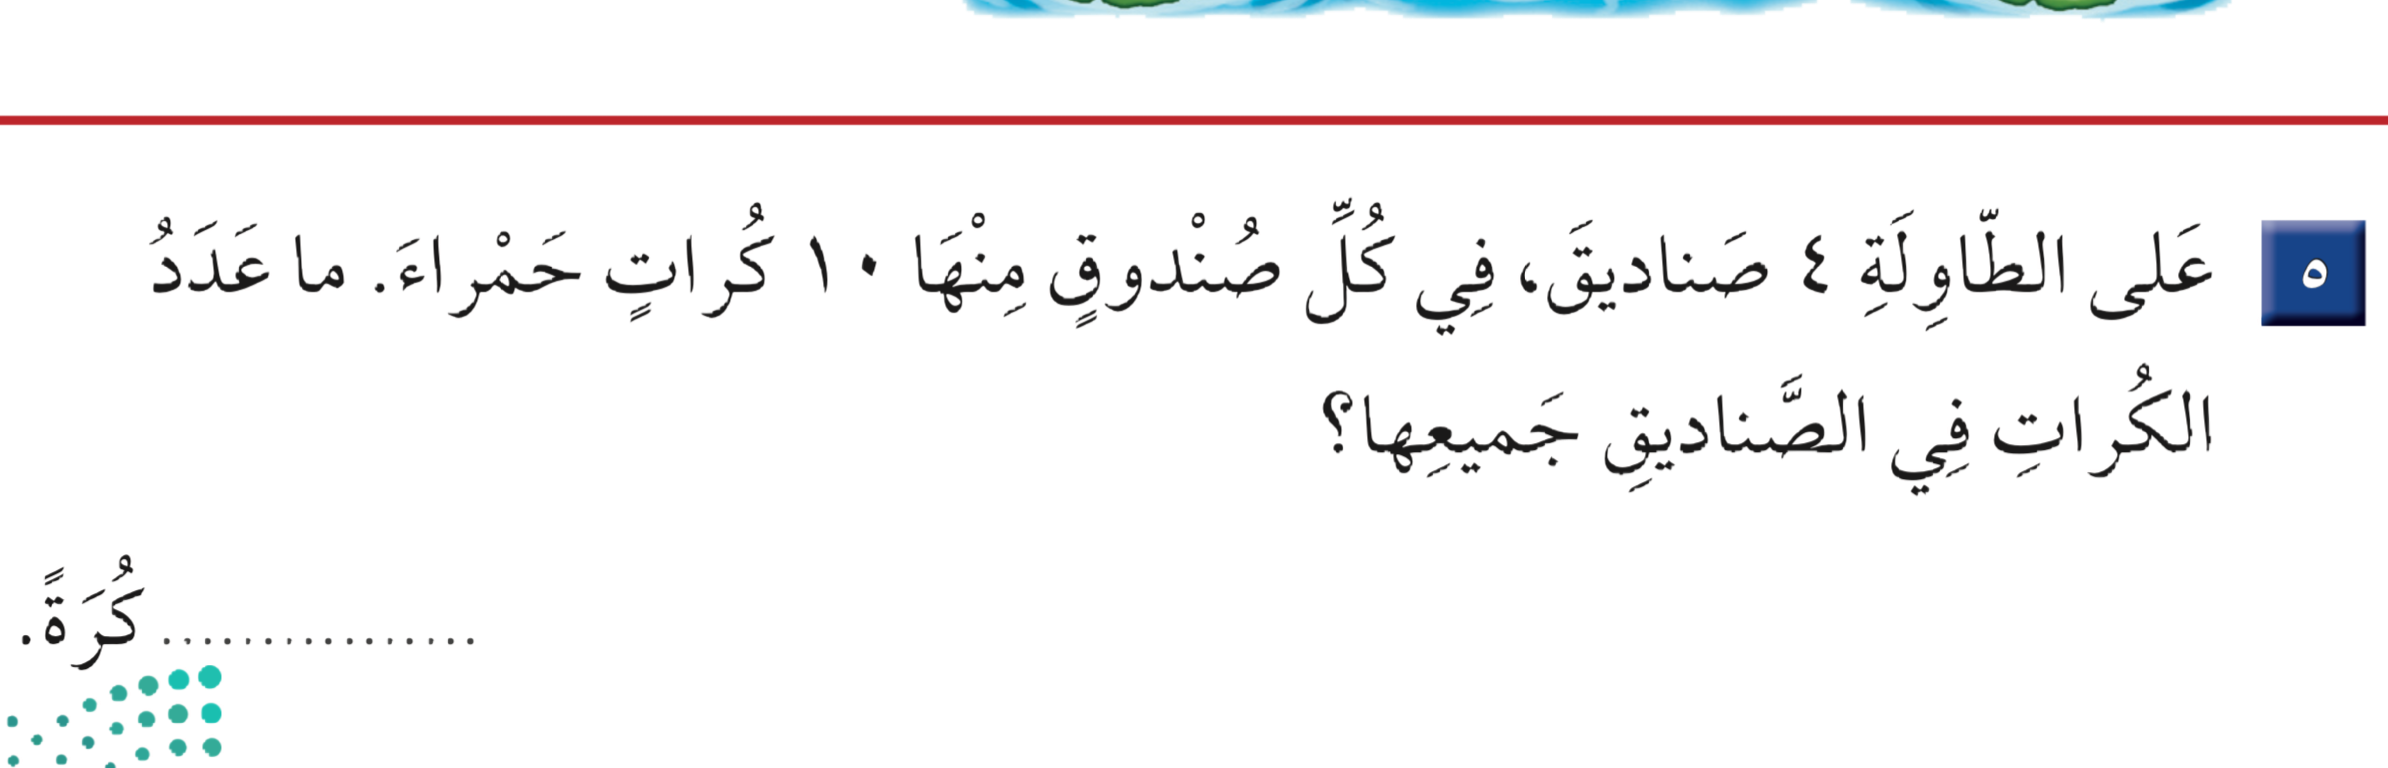 ٥ عَلى الطّاوِلَةِ ٤ صَناديقَ، فِي كُلِّ صُنْدوقٍ مِنْهَا ١٠ كُراتٍ حَمْراءَ. ما عَدَدُ
الكُراتِ فِي الصَّناديقِ جَميعِها؟
................ كُرَةً.